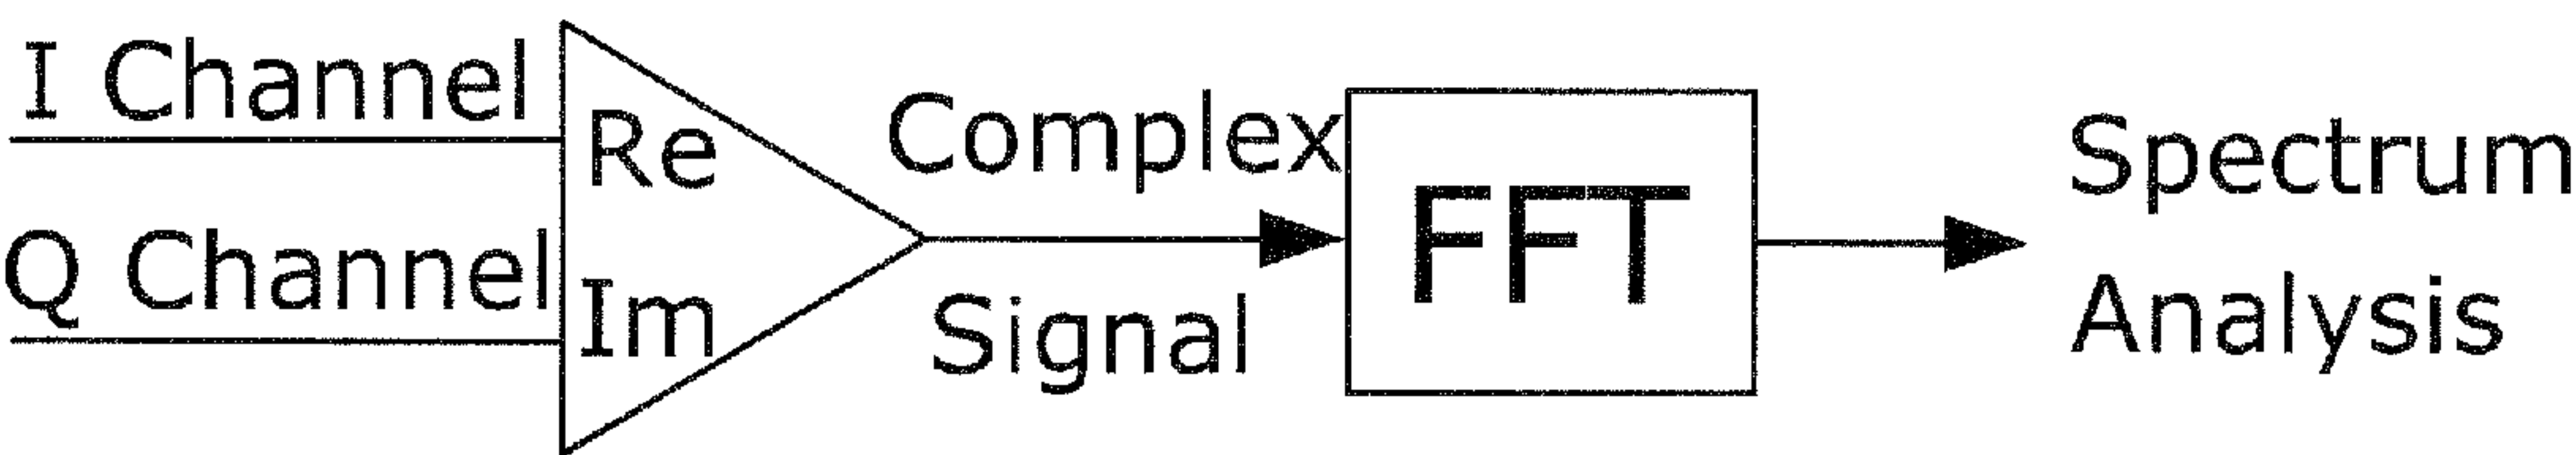 I Channel
Q Channel
Re
Im
Complex
Signal
FFT
Spectrum
Analysis